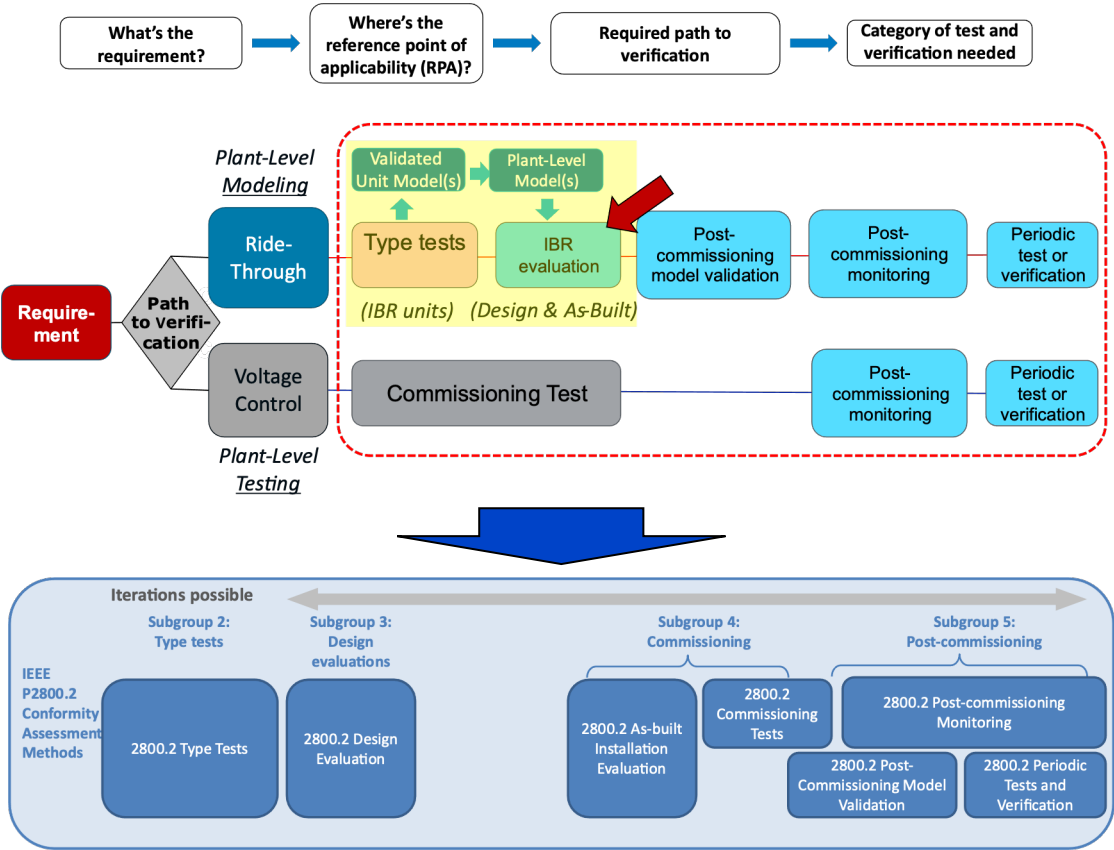 What's the
requirement?
Where's the
reference point of
applicability (RPA)?
Required path to
verification
Category of test and
verification needed
Plant-Level
Modeling
Validated
Unit Model(s)
Plant-Level
Model(s)
Ride-
Through
Type tests
IBR
evaluation
Post-
commissioning
model validation
Post-
commissioning
monitoring
Periodic
test or
verification
(IBR units)
(Design & As-Built)
Require-
ment
Path
to Verifi-
cation
Voltage
Control
Commissioning Test
Post-
commissioning
monitoring
Periodic
test or
verification
Plant-Level
Testing
Iterations possible
Subgroup 2:
Type tests
Subgroup 3:
Design
evaluations
Subgroup 4:
Commissioning
Subgroup 5:
Post-commissioning
IEEE
P2800.2
Conformity
Assessment
Methods
2800.2 Type Tests
2800.2 Design
Evaluation
2800.2 As-built
Installation
Evaluation
2800.2
Commissioning
Tests
2800.2 Post-commissioning
Monitoring
2800.2 Post-
Commissioning Model
Validation
2800.2 Periodic
Tests and
Verification